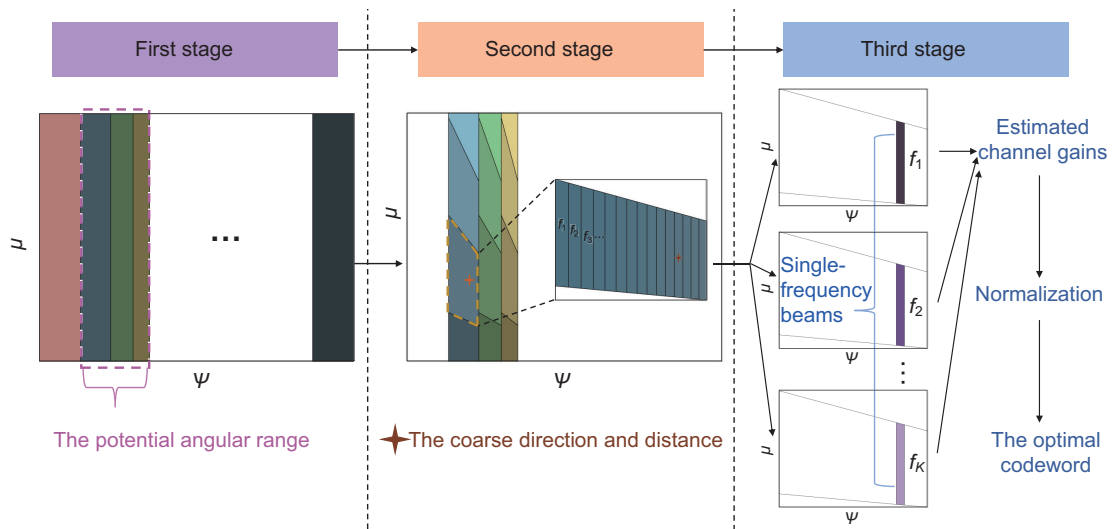 First stage
Second stage
Third stage
μ
...
Ψ
The potential angular range
μ
f1 f2 f3 ...
Ψ
The coarse direction and distance
μ
f1
Ψ
μ
Single-
frequency
beams
f2
Ψ
⋮
μ
fK
Ψ
Estimated
channel gains
Normalization
The optimal
codeword